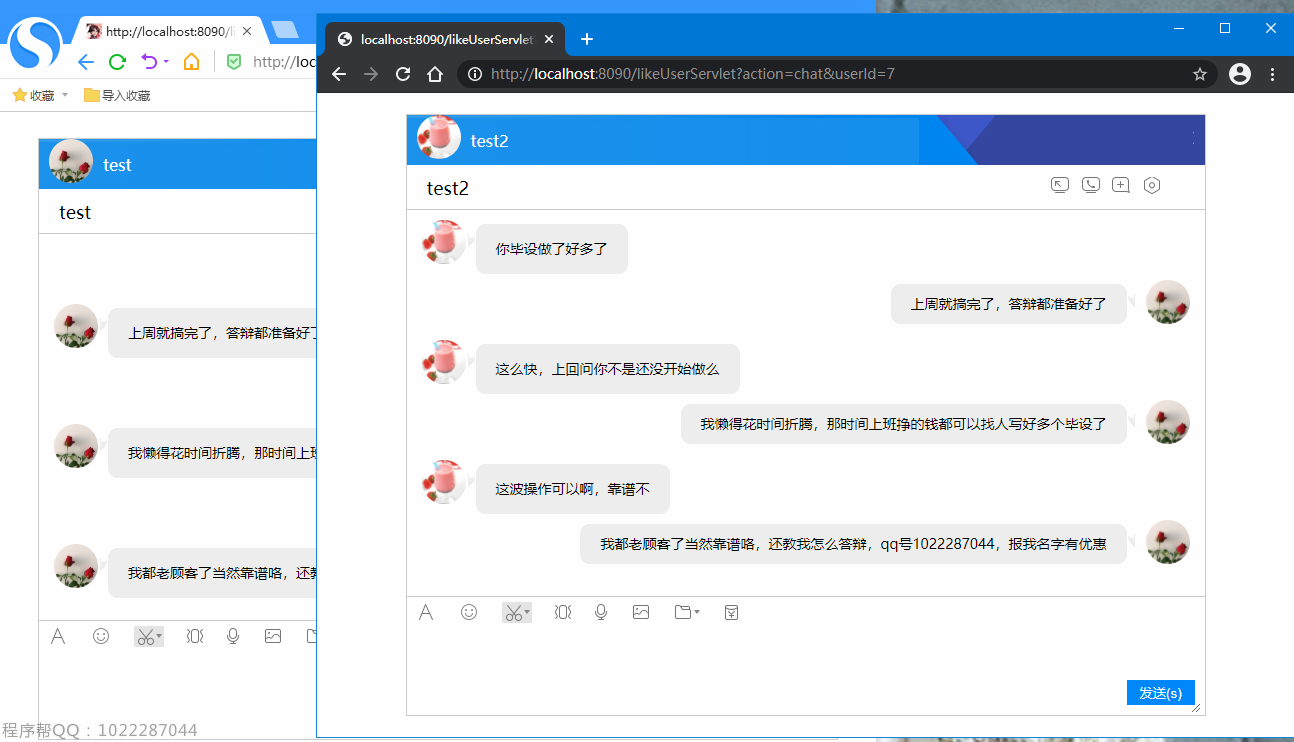 http://localhost:8090/li
收藏
导入收藏
http://loc
test
test
上周就搞完了，答辩都准备好了
我懒得花时间折腾，那时间上班
我都老顾客了当然靠谱咯，还教
localhost:8090/likeUserServlet
http://localhost:8090/likeUserServlet?action=chat&userId=7
test2
test2
你毕设做了好多了
上周就搞完了，答辩都准备好了
这么快，上回问你不是还没开始做么
我懒得花时间折腾，那时间上班挣的钱都可以找人写好多个毕设了
这波操作可以啊，靠谱不
我都老顾客了当然靠谱咯，还教我怎么答辩，qq号1022287044，报我名字有优惠
发送(s)
程序帮QQ：1022287044